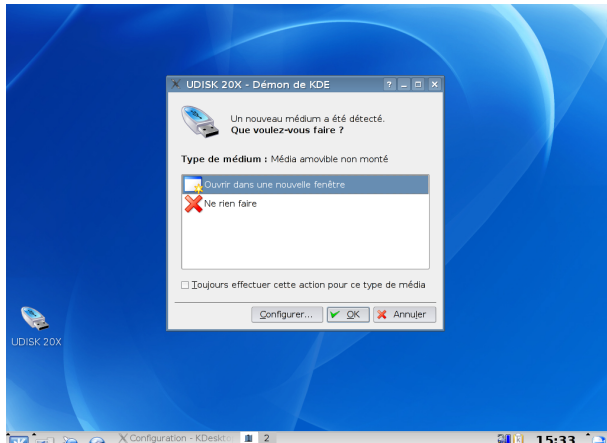 UDISK 20X - Démon de KDE
Un nouveau médium a été détecté.
Que voulez-vous faire ?
Type de médium : Média amovible non monté
Ouvrir dans une nouvelle fenêtre
Ne rien faire
Toujours effectuer cette action pour ce type de média
Configurer...
OK
Annuler
UDISK 20X
Configuration - KDeskto
2
15:33